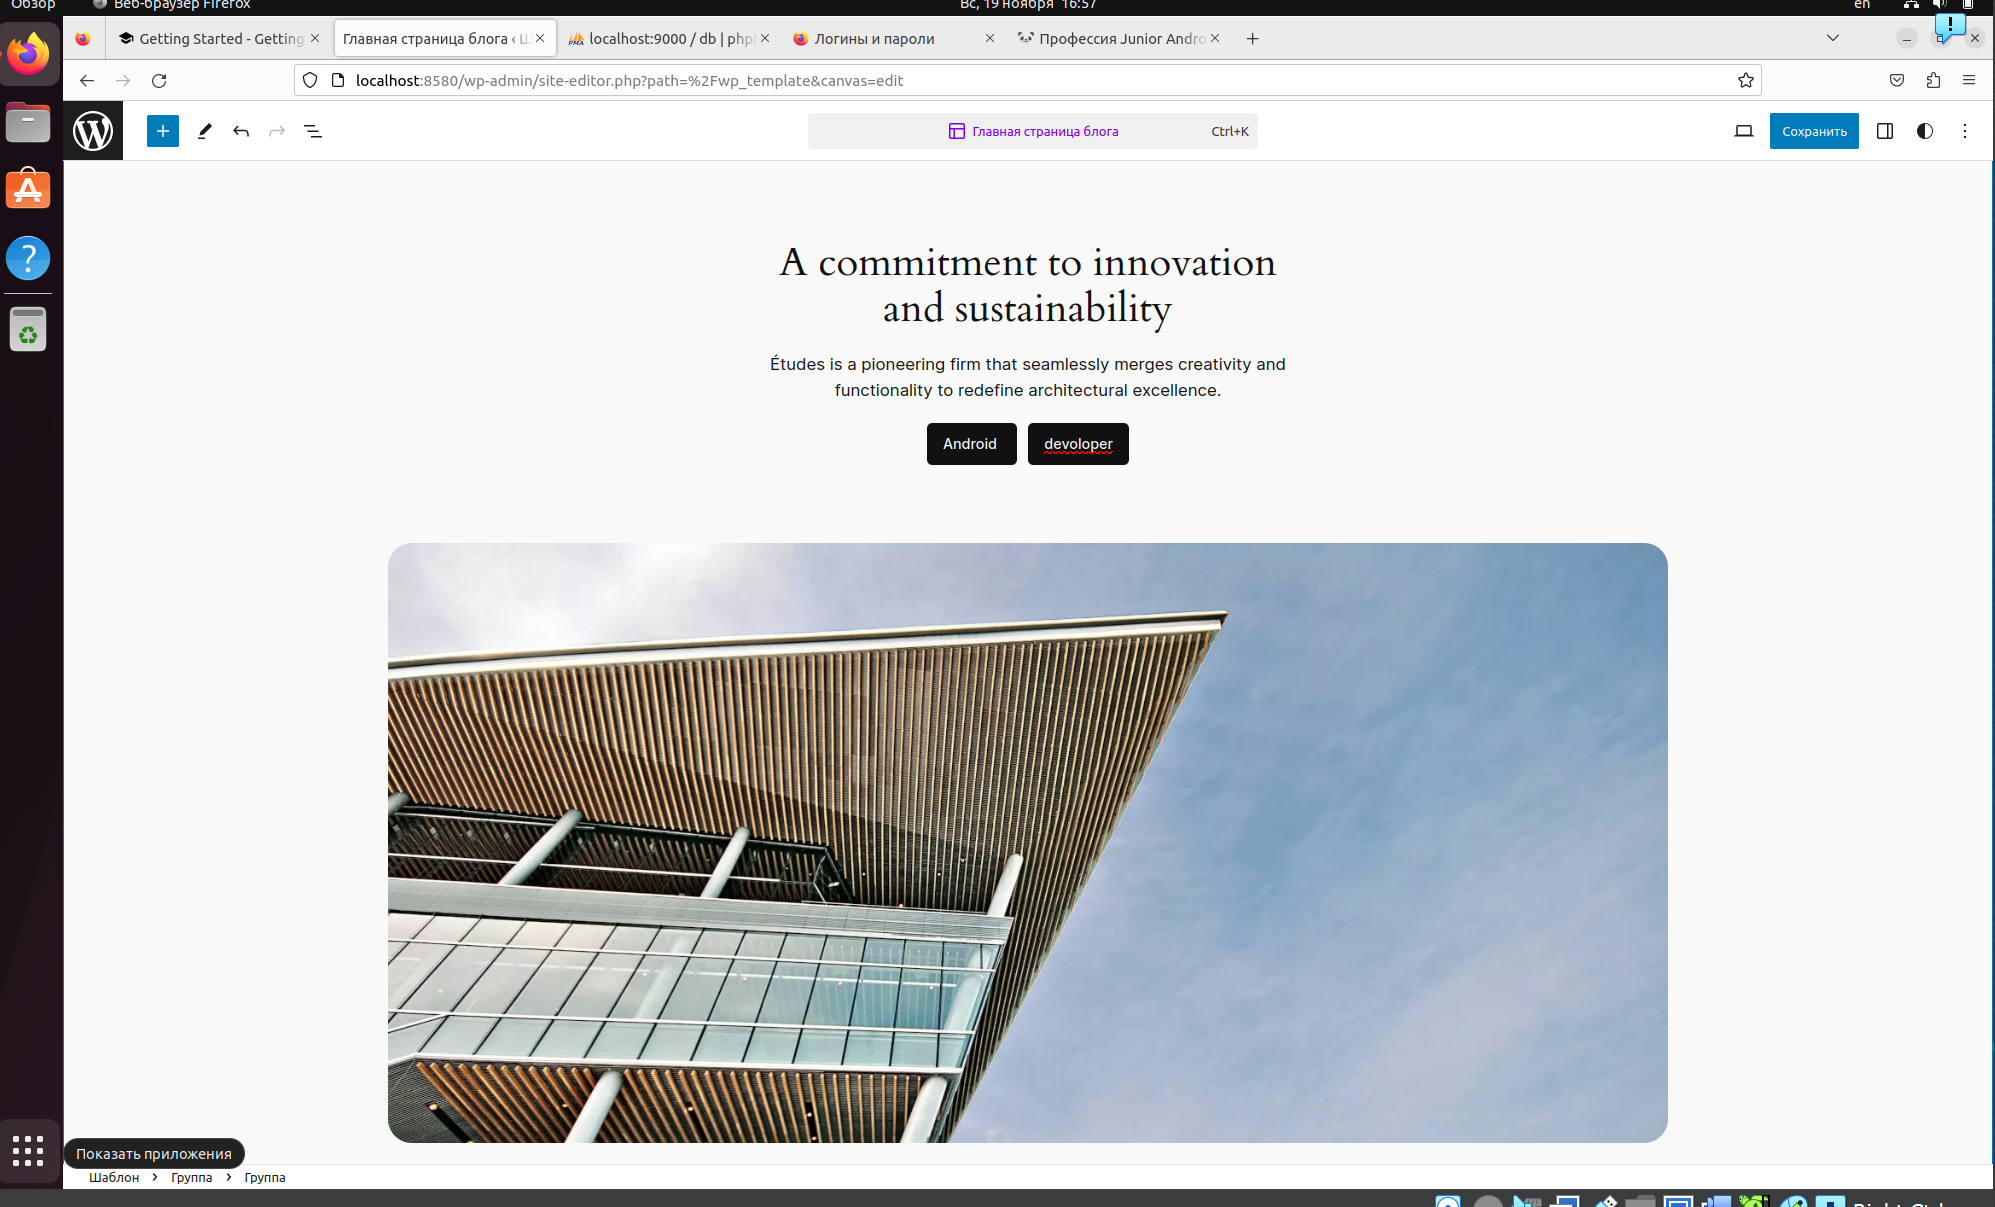 Обзор
Веб-браузер Firefox
Вс, 19 ноября 16:57
en
Getting Started - Getting
Главная страница блога ‹ Ш
localhost:9000 / db | php
Логины и пароли
Профессия Junior Andro
localhost:8580/wp-admin/site-editor.php?path=%2Fwp_template&canvas=edit
Главная страница блога
Ctrl+K
Сохранить
A commitment to innovation
and sustainability
Études is a pioneering firm that seamlessly merges creativity and
functionality to redefine architectural excellence.
Android
devoloper
Показать приложения
Шаблон > Группа > Группа
Right Ctrl